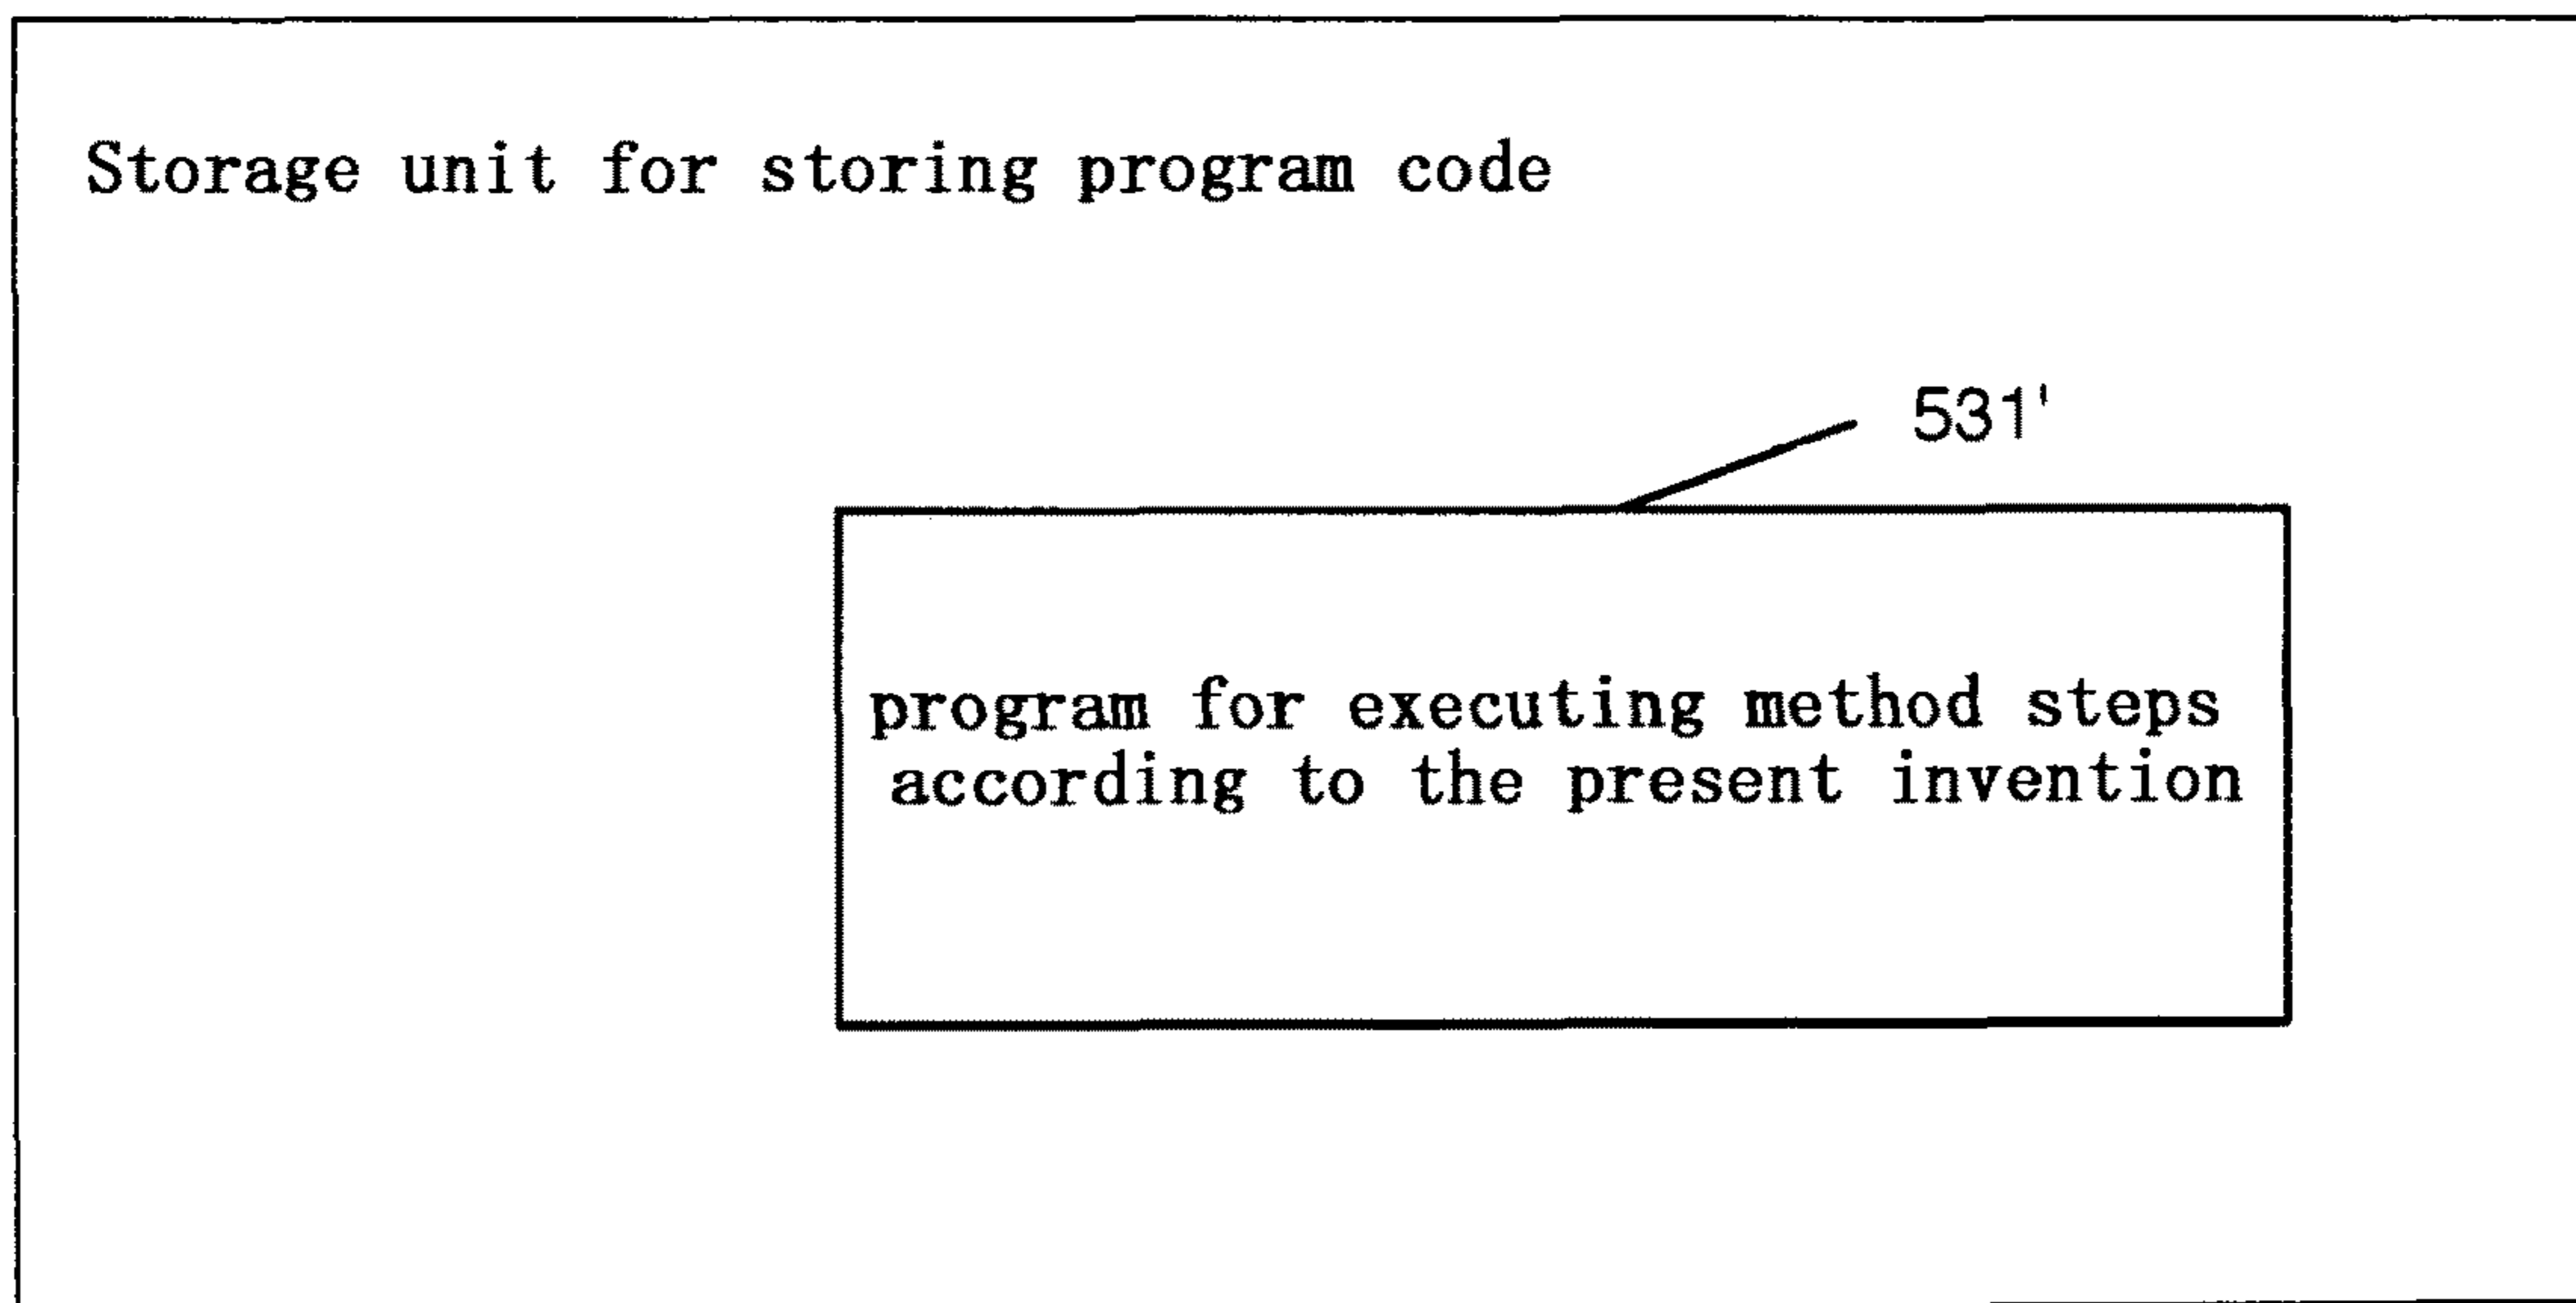 Storage unit for storing program code
531'
program for executing method steps
according to the present invention